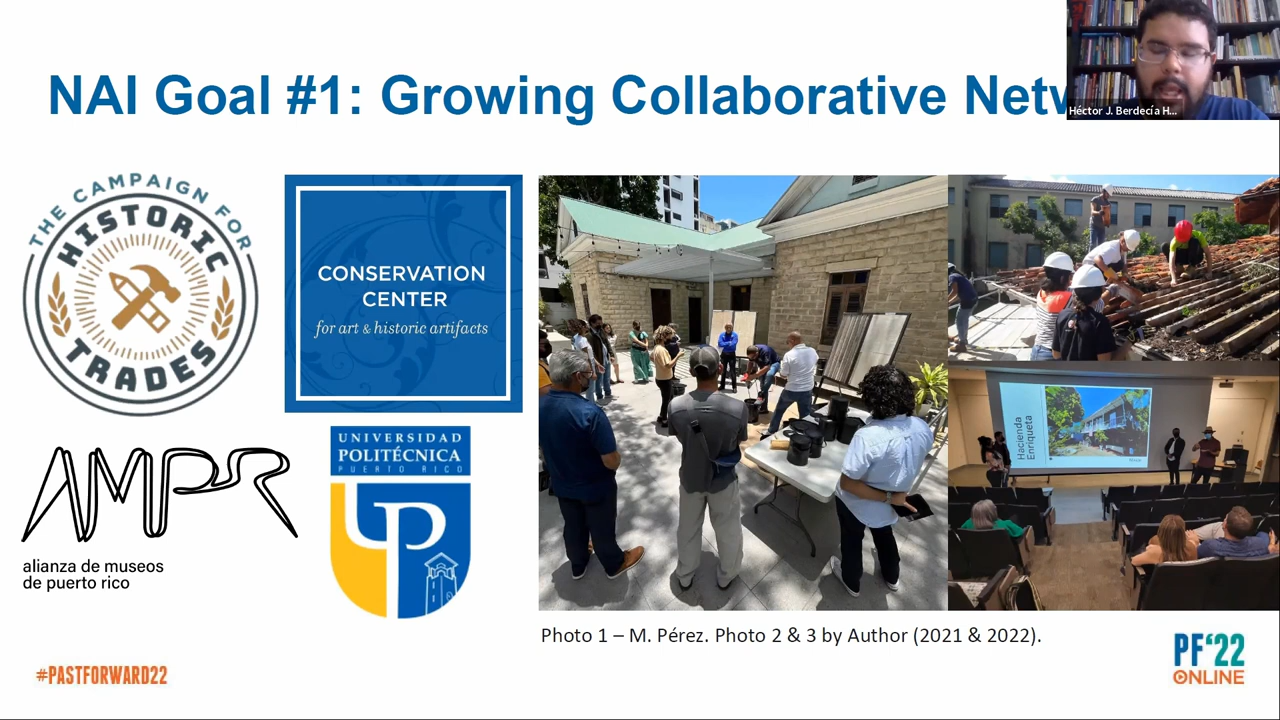 NAI Goal #1: Growing Collaborative
Héctor J. Berdecía H...
THE CAMPAIGN FOR
HISTORIC
TRADES
CONSERVATION
CENTER
for art & historic artifacts
UNIVERSIDAD
POLITÉCNICA
PUERTO RICO
UP
AMPR
alianza de museos
de puerto rico
Hacienda
Enriqueta
Photo 1 – M. Pérez. Photo 2 & 3 by Author (2021 & 2022).
#PASTFORWARD22
PF‘22
ONLINE